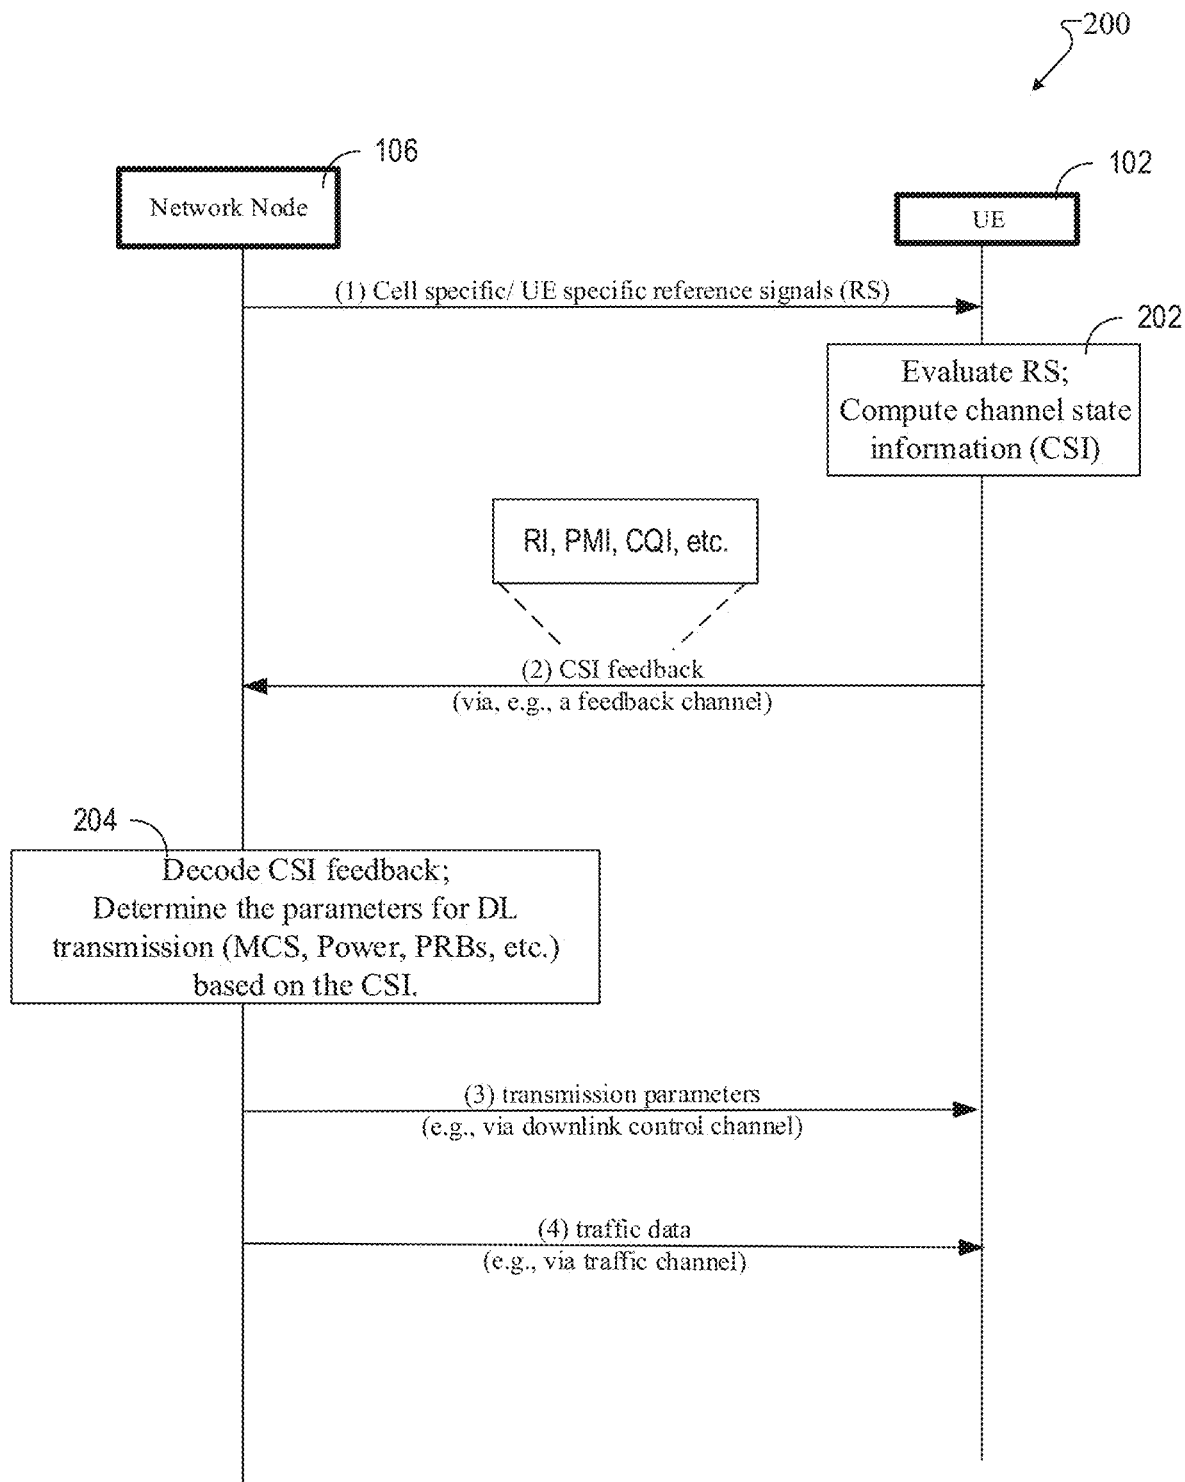 200
106
Network Node
102
UE
(1) Cell specific/ UE specific reference signals (RS)
202
Evaluate RS;
Compute channel state
information (CSI)
RI, PMI, CQI, etc.
(2) CSI feedback
(via, e.g., a feedback channel)
204
Decode CSI feedback;
Determine the parameters for DL
transmission (MCS, Power, PRBs, etc.)
based on the CSI.
(3) transmission parameters
(e.g., via downlink control channel)
(4) traffic data
(e.g., via traffic channel)